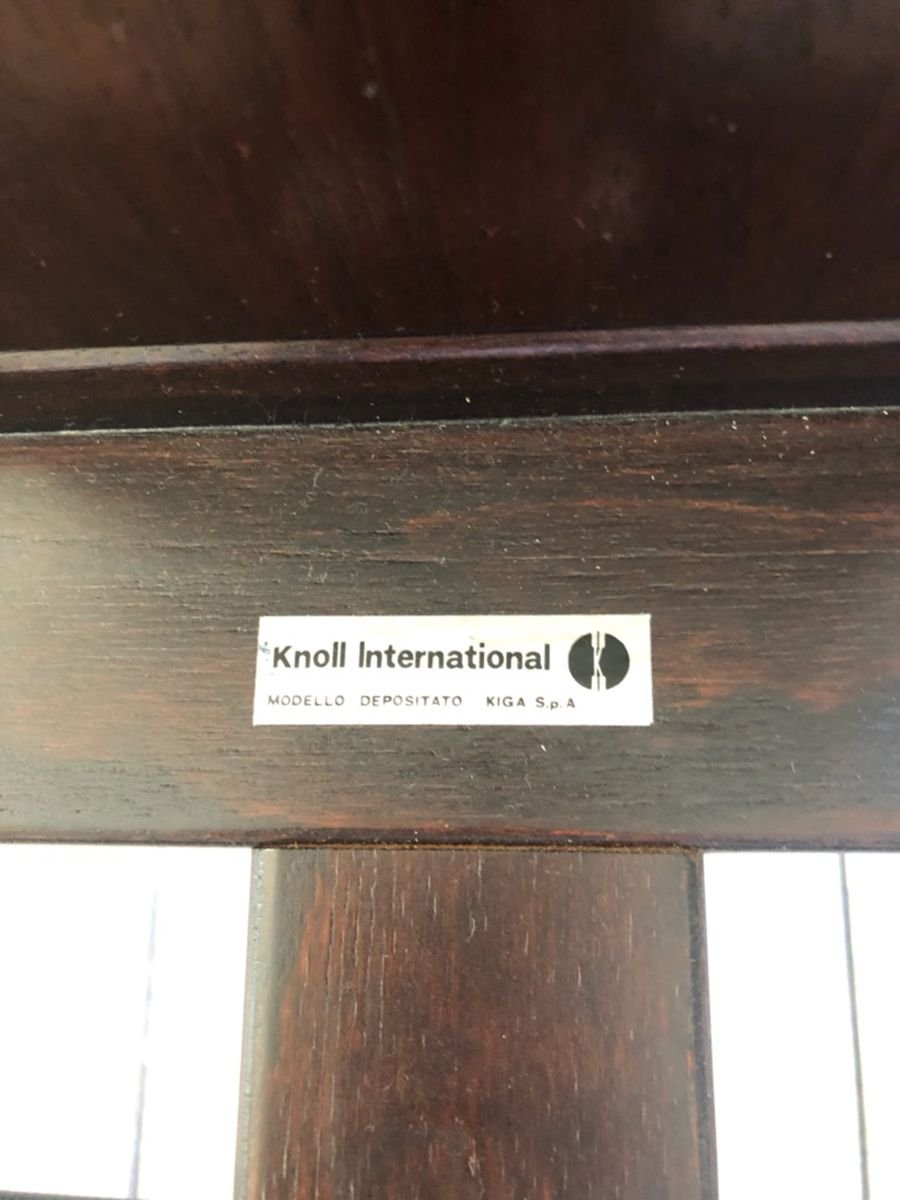 Knoll International K
MODELLO DEPOSITATO KIGA S.p.A